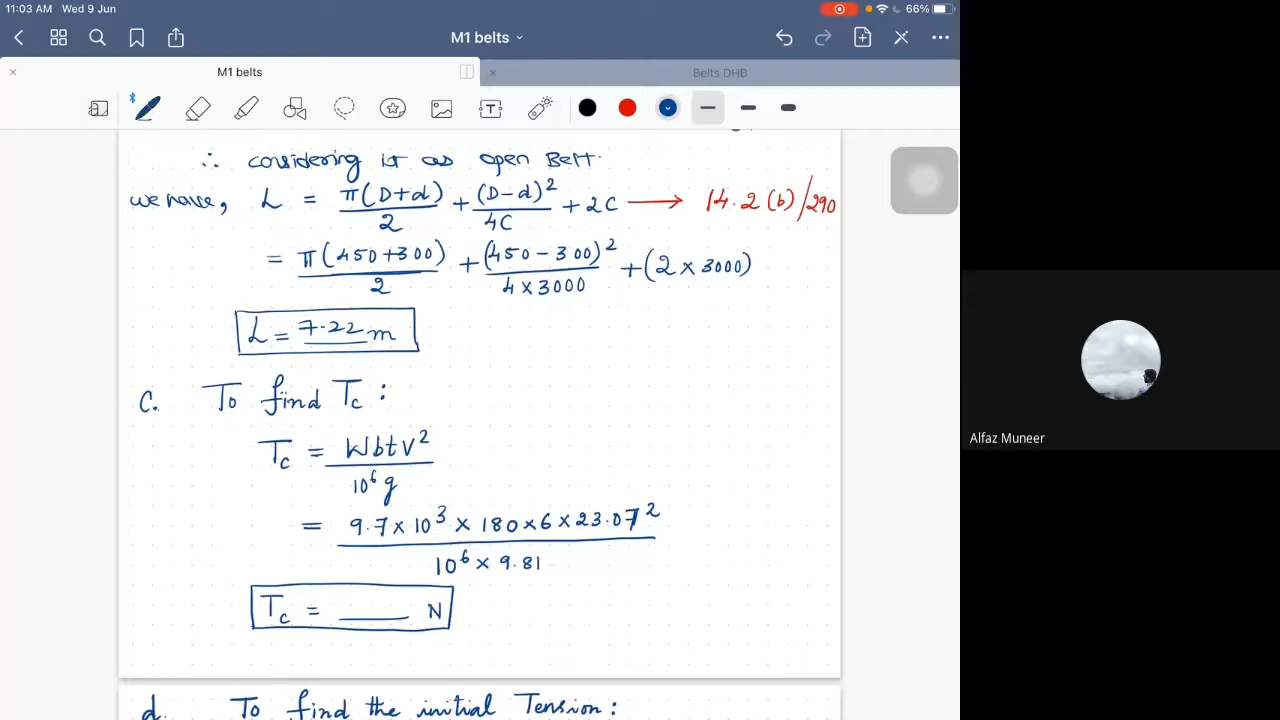 11:03 AM Wed 9 Jun
66%
M1 belts
M1 belts
Belts DHB
∴ considering it as open Belt.
we have, L = π(D+d)/2 + (D-d)²/4C + 2C → 14.2(b)/290
= π(450+300)/2 + (450-300)²/4×3000 + (2×3000)
L = 7.22 m
C. To find Tc:
Tc = Wbtv²/10⁶g
= 9.7×10³ × 180×6×23.07²/10⁶×9.81
Tc = ____ N
d. To find the initial Tension:
Alfaz Muneer